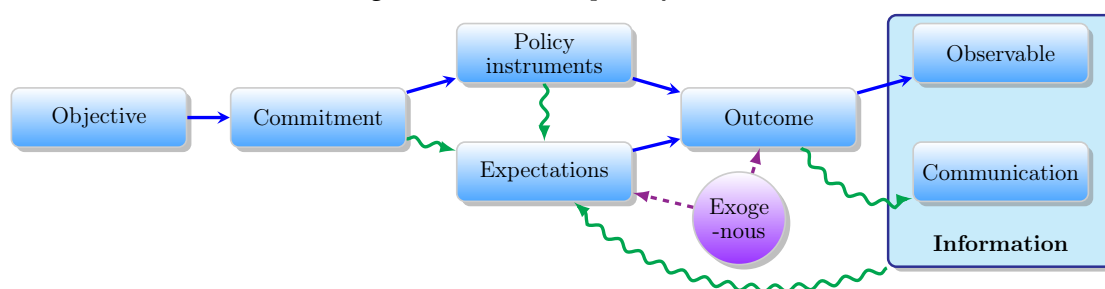 Policy
instruments
Observable
Objective
Commitment
Outcome
Expectations
Communication
Exoge
-nous
Information